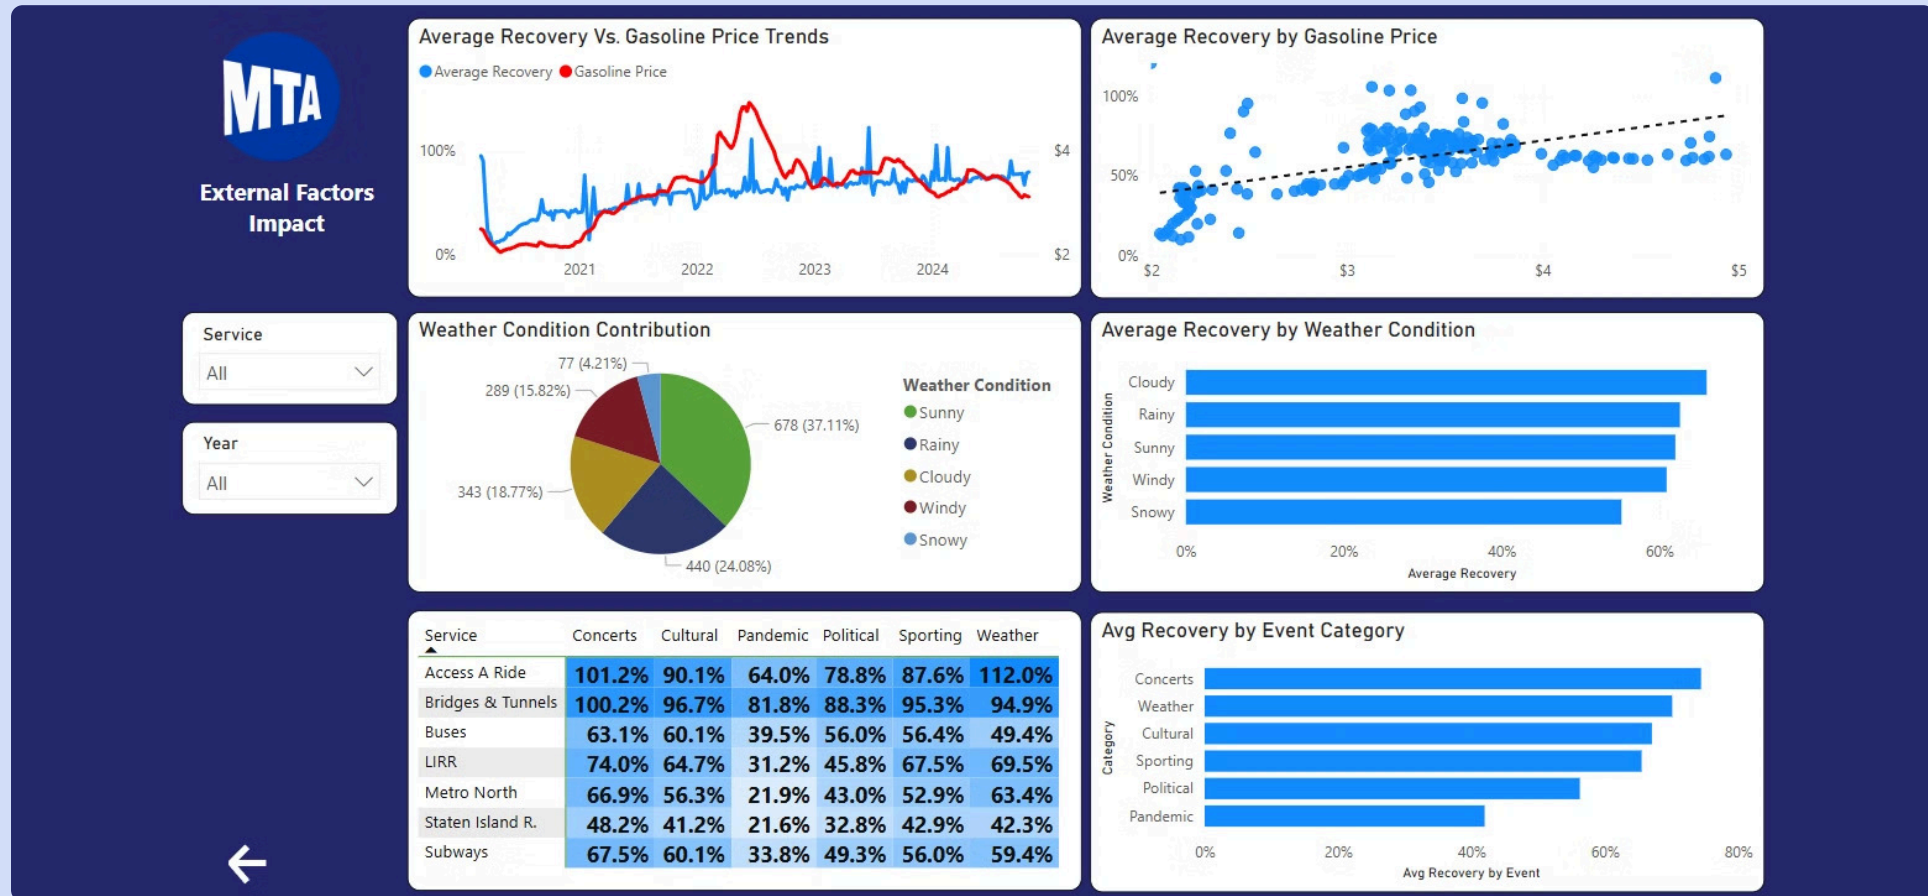 MTA
External Factors
Impact
Service
All
Year
All
Average Recovery Vs. Gasoline Price Trends
Average Recovery Gasoline Price
100%
0%
$4
$2
2021 2022 2023 2024
Average Recovery by Gasoline Price
100%
50%
0%
$2 $3 $4 $5
Weather Condition Contribution
77 (4.21%)
289 (15.82%)
678 (37.11%)
343 (18.77%)
440 (24.08%)
Weather Condition
Sunny
Rainy
Cloudy
Windy
Snowy
Average Recovery by Weather Condition
Weather Condition
Cloudy
Rainy
Sunny
Windy
Snowy
0% 20% 40% 60%
Average Recovery
Service Concerts Cultural Pandemic Political Sporting Weather
Access A Ride 101.2% 90.1% 64.0% 78.8% 87.6% 112.0%
Bridges & Tunnels 100.2% 96.7% 81.8% 88.3% 95.3% 94.9%
Buses 63.1% 60.1% 39.5% 56.0% 56.4% 49.4%
LIRR 74.0% 64.7% 31.2% 45.8% 67.5% 69.5%
Metro North 66.9% 56.3% 21.9% 43.0% 52.9% 63.4%
Staten Island R. 48.2% 41.2% 21.6% 32.8% 42.9% 42.3%
Subways 67.5% 60.1% 33.8% 49.3% 56.0% 59.4%
Avg Recovery by Event Category
Category
Concerts
Weather
Cultural
Sporting
Political
Pandemic
0% 20% 40% 60% 80%
Avg Recovery by Event